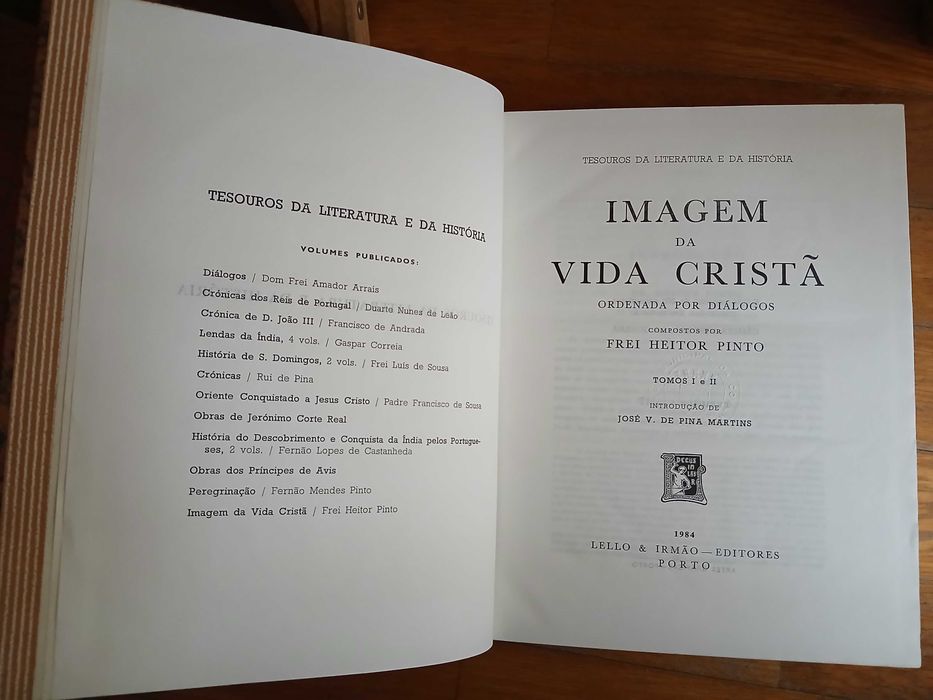 TESOUROS DA LITERATURA E DA HISTÓRIA
VOLUMES PUBLICADOS:
Diálogos / Dom Frei Amador Arrais
Crónicas dos Reis de Portugal / Duarte Nunes de Leão
Crónica de D. João III / Francisco de Andrada
Lendas da Índia, 4 vols. / Gaspar Correia
História de S. Domingos, 2 vols. / Frei Luís de Sousa
Crónicas / Rui de Pina
Oriente Conquistado a Jesus Cristo / Padre Francisco de Sousa
Obras de Jerónimo Corte Real
História do Descobrimento e Conquista da Índia pelos Portugue-
ses, 2 vols. / Fernão Lopes de Castanheda
Obras dos Príncipes de Avis
Peregrinação / Fernão Mendes Pinto
Imagem da Vida Cristã / Frei Heitor Pinto
TESOUROS DA LITERATURA E DA HISTÓRIA
IMAGEM
DA
VIDA CRISTÃ
ORDENADA POR DIÁLOGOS
COMPOSTOS POR
FREI HEITOR PINTO
TOMOS I e II
INTRODUÇÃO DE
JOSÉ V. DE PINA MARTINS
DECUS
IN LA
BOR
1984
LELLO & IRMÃO — EDITORES
PORTO